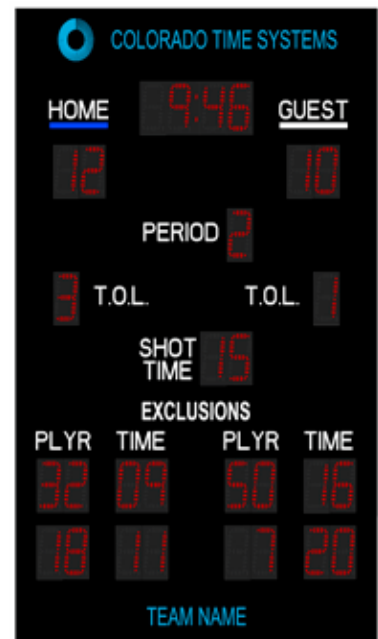 COLORADO TIME SYSTEMS
HOME 9:46 GUEST
12 10
PERIOD 2
3 T.O.L. T.O.L. 1
SHOT TIME 15
EXCLUSIONS
PLYR TIME PLYR TIME
32 09 50 16
18 11 7 20
TEAM NAME